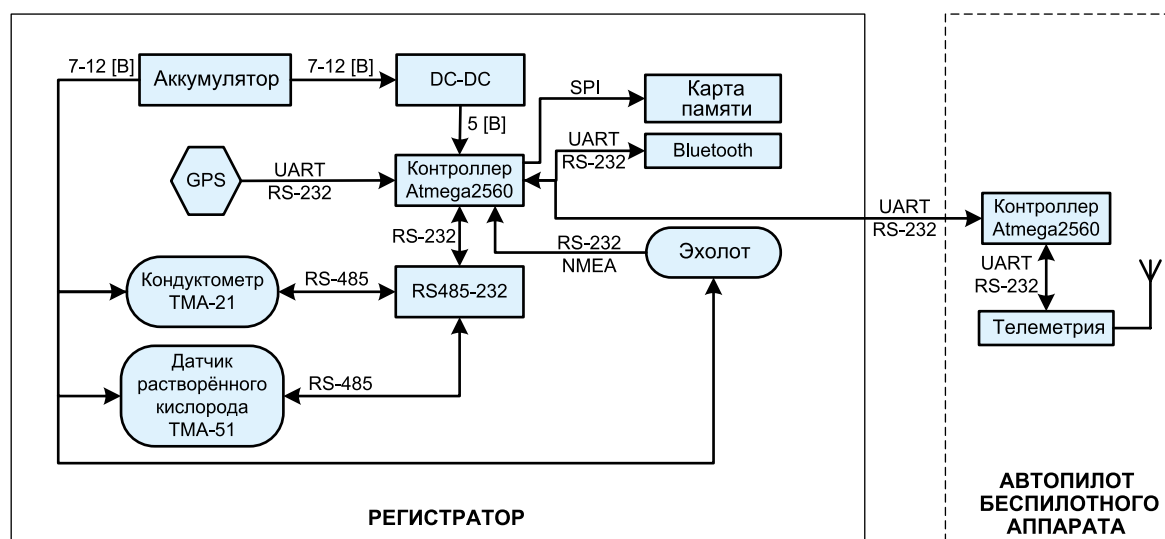 7-12 [В]
Аккумулятор
7-12 [В]
DC-DC
5 [В]
SPI
Карта
памяти
UART
RS-232
Bluetooth
GPS
UART
RS-232
Контроллер
Atmega2560
UART
RS-232
Контроллер
Atmega2560
RS-232
RS-232
NMEA
Эхолот
UART
RS-232
Кондуктометр
ТМА-21
RS-485
RS485-232
Телеметрия
Датчик
растворённого
кислорода
ТМА-51
RS-485
РЕГИСТРАТОР
АВТОПИЛОТ
БЕСПИЛОТНОГО
АППАРАТА